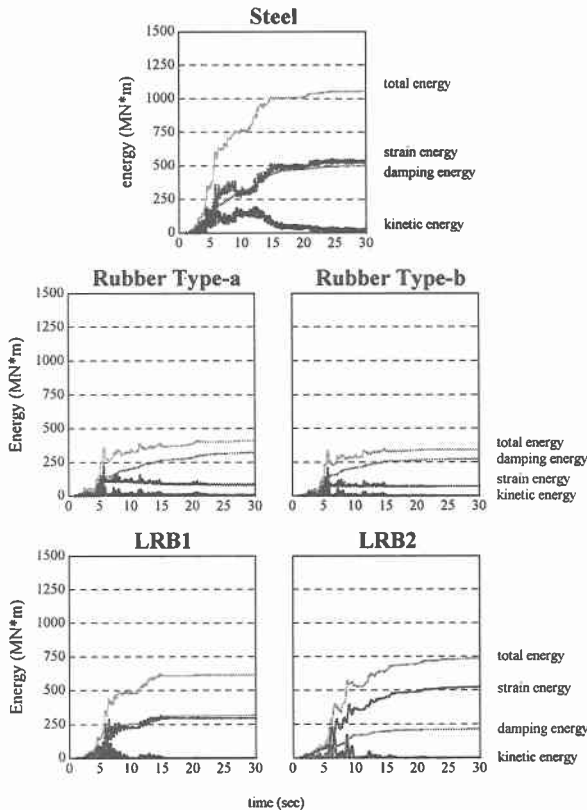 Steel
1500
1250
1000
750
500
250
0
energy (MN*m)
total energy
strain energy
damping energy
kinetic energy
0 5 10 15 20 25 30
Rubber Type-a
Rubber Type-b
1500
1250
1000
750
500
250
0
Energy (MN*m)
total energy
damping energy
strain energy
kinetic energy
0 5 10 15 20 25 30
0 5 10 15 20 25 30
LRB1
LRB2
1500
1250
1000
750
500
250
0
Energy (MN*m)
total energy
strain energy
damping energy
kinetic energy
0 5 10 15 20 25 30
0 5 10 15 20 25 30
time (sec)